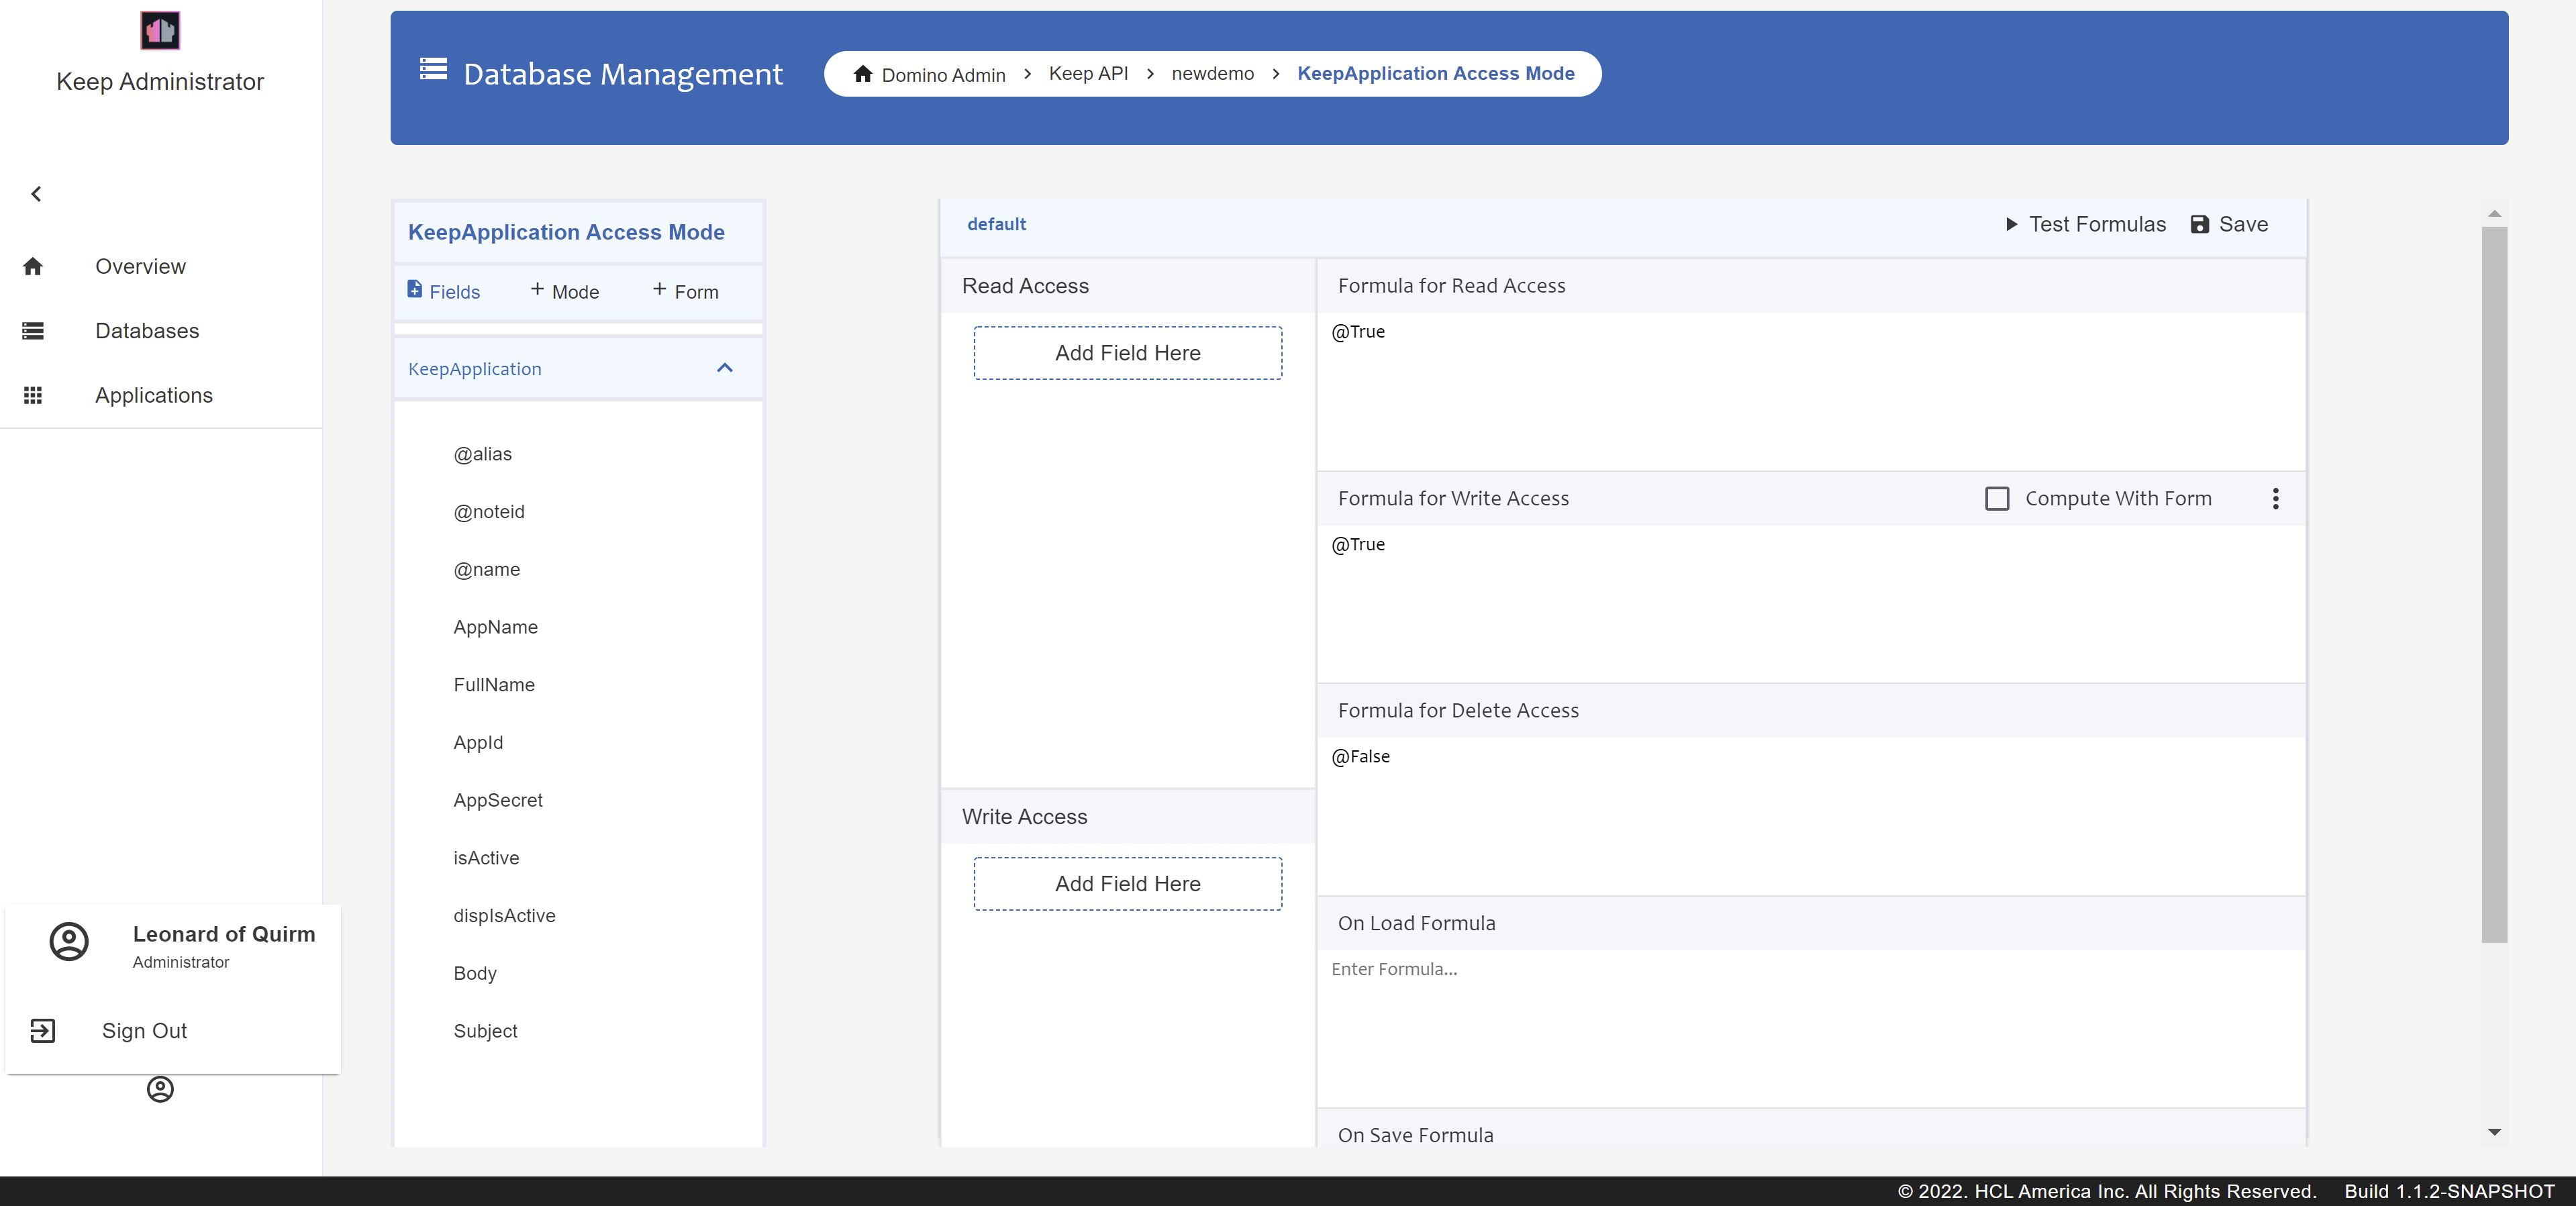 Keep Administrator
Overview
Databases
Applications
Leonard of Quirm
Administrator
Sign Out
Database Management
Domino Admin > Keep API > newdemo > KeepApplication Access Mode
KeepApplication Access Mode
Fields + Mode + Form
KeepApplication
@alias
@noteid
@name
AppName
FullName
AppId
AppSecret
isActive
dispIsActive
Body
Subject
default
Test Formulas Save
Read Access
Add Field Here
Write Access
Add Field Here
Formula for Read Access
@True
Formula for Write Access Compute With Form
@True
Formula for Delete Access
@False
On Load Formula
Enter Formula...
On Save Formula
© 2022. HCL America Inc. All Rights Reserved. Build 1.1.2-SNAPSHOT